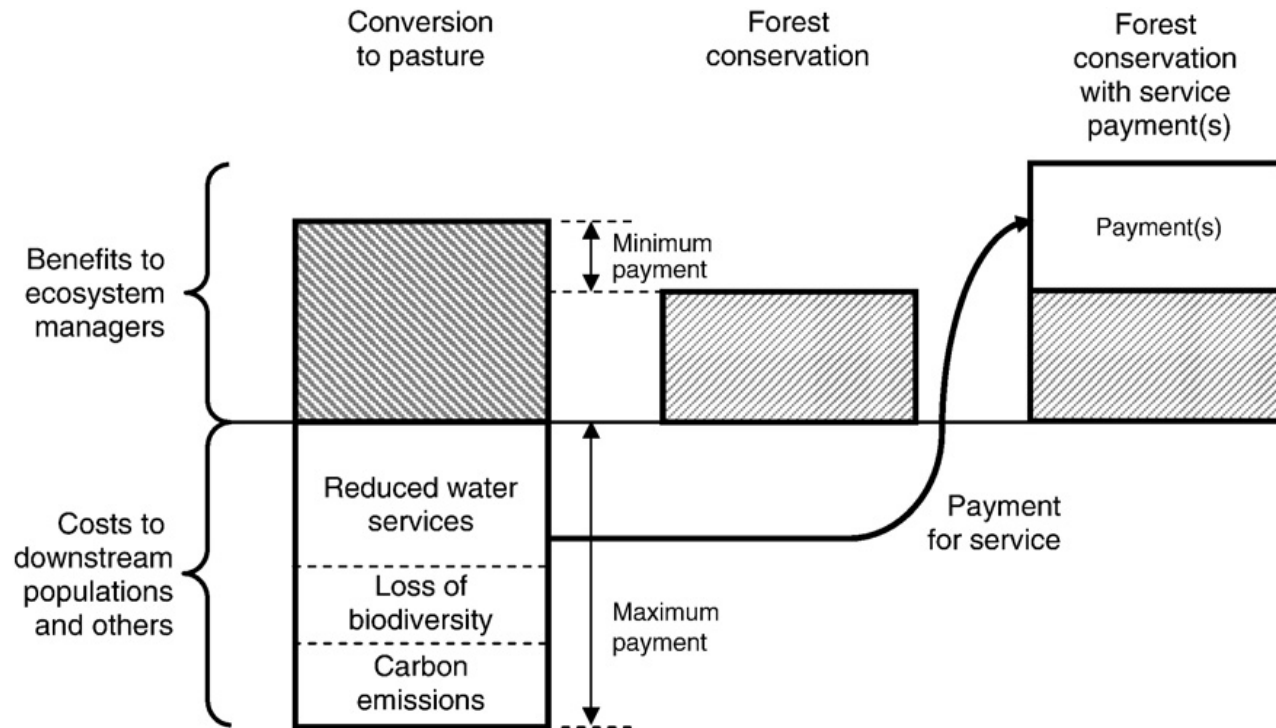 Conversion
to pasture
Forest
conservation
Forest
conservation
with service
payment(s)
Benefits to
ecosystem
managers
Minimum
payment
Payment(s)
Costs to
downstream
populations
and others
Reduced water
services
Loss of
biodiversity
Carbon
emissions
Maximum
payment
Payment
for service